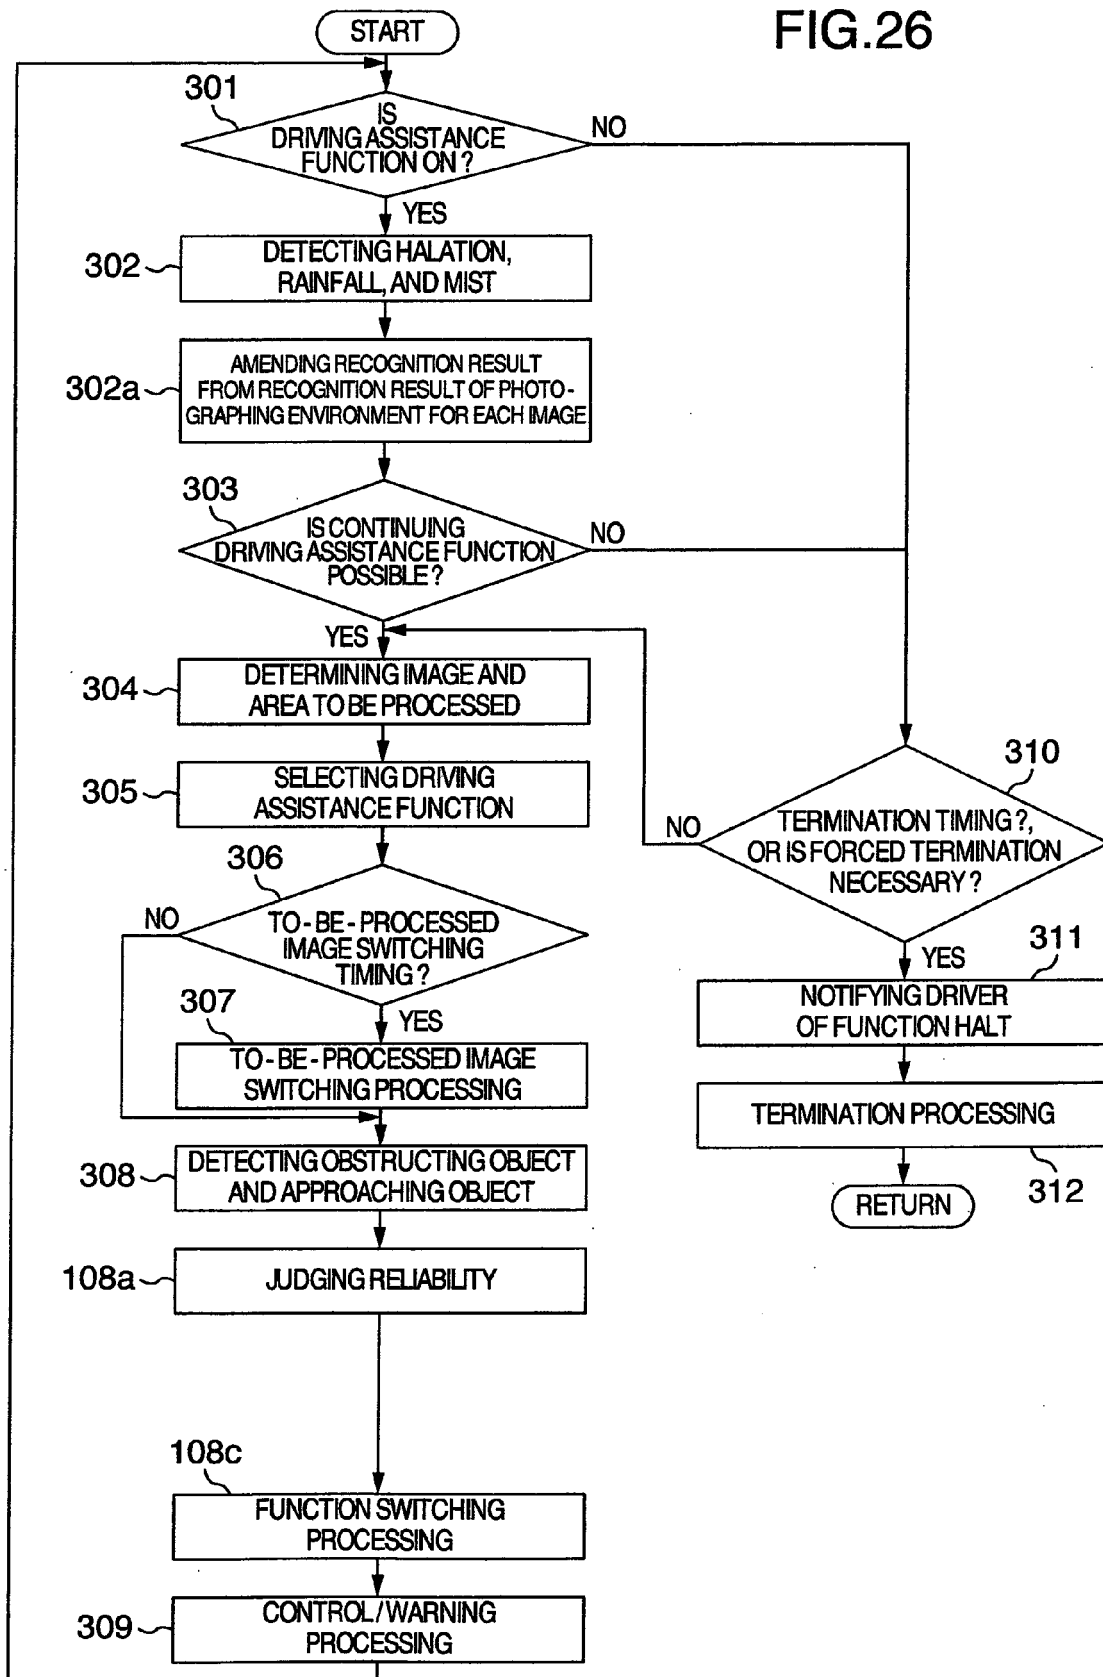 FIG.26
START
301
IS
DRIVING ASSISTANCE
FUNCTION ON ?
NO
YES
302
DETECTING HALATION,
RAINFALL, AND MIST
302a
AMENDING RECOGNITION RESULT
FROM RECOGNITION RESULT OF PHOTO -
GRAPHING ENVIRONMENT FOR EACH IMAGE
303
IS CONTINUING
DRIVING ASSISTANCE FUNCTION
POSSIBLE ?
NO
YES
304
DETERMINING IMAGE AND
AREA TO BE PROCESSED
305
SELECTING DRIVING
ASSISTANCE FUNCTION
306
TO - BE - PROCESSED
IMAGE SWITCHING
TIMING ?
NO
YES
307
TO - BE - PROCESSED IMAGE
SWITCHING PROCESSING
308
DETECTING OBSTRUCTING OBJECT
AND APPROACHING OBJECT
108a
JUDGING RELIABILITY
108c
FUNCTION SWITCHING
PROCESSING
309
CONTROL / WARNING
PROCESSING
310
TERMINATION TIMING ?,
OR IS FORCED TERMINATION
NECESSARY ?
NO
YES
311
NOTIFYING DRIVER
OF FUNCTION HALT
TERMINATION PROCESSING
312
RETURN